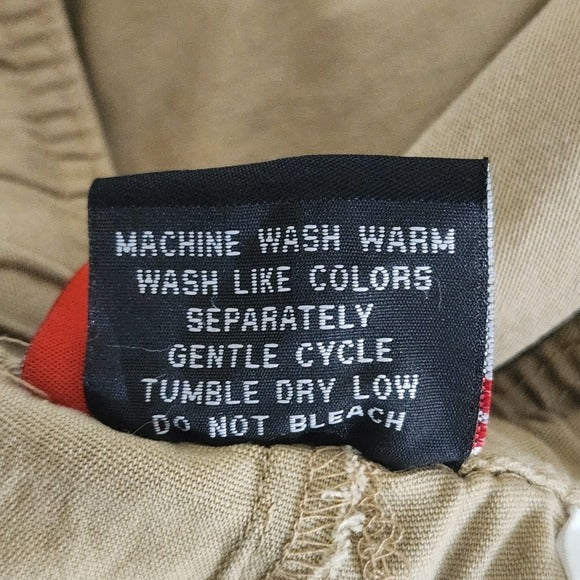 MACHINE WASH WARM
WASH LIKE COLORS
SEPARATELY
GENTLE CYCLE
TUMBLE DRY LOW
DO NOT BLEACH